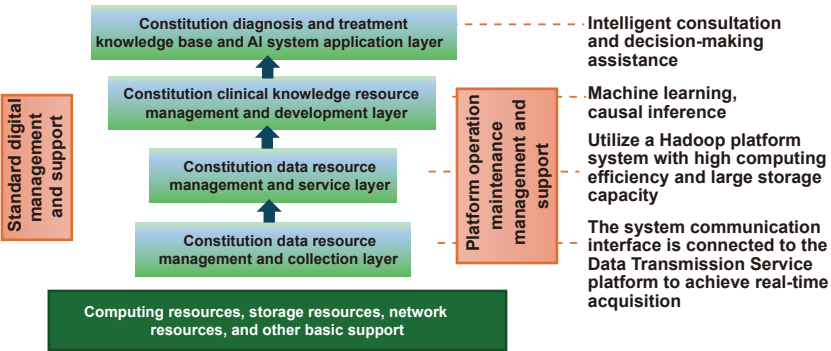 Constitution diagnosis and treatment
knowledge base and AI system application layer
Constitution clinical knowledge resource
management and development layer
Constitution data resource
management and service layer
Constitution data resource
management and collection layer
Computing resources, storage resources, network
resources, and other basic support
Standard digital
management
and support
Platform operation
maintenance
management and
support
Intelligent consultation
and decision-making
assistance
Machine learning,
causal inference
Utilize a Hadoop platform
system with high computing
efficiency and large storage
capacity
The system communication
interface is connected to the
Data Transmission Service
platform to achieve real-time
acquisition